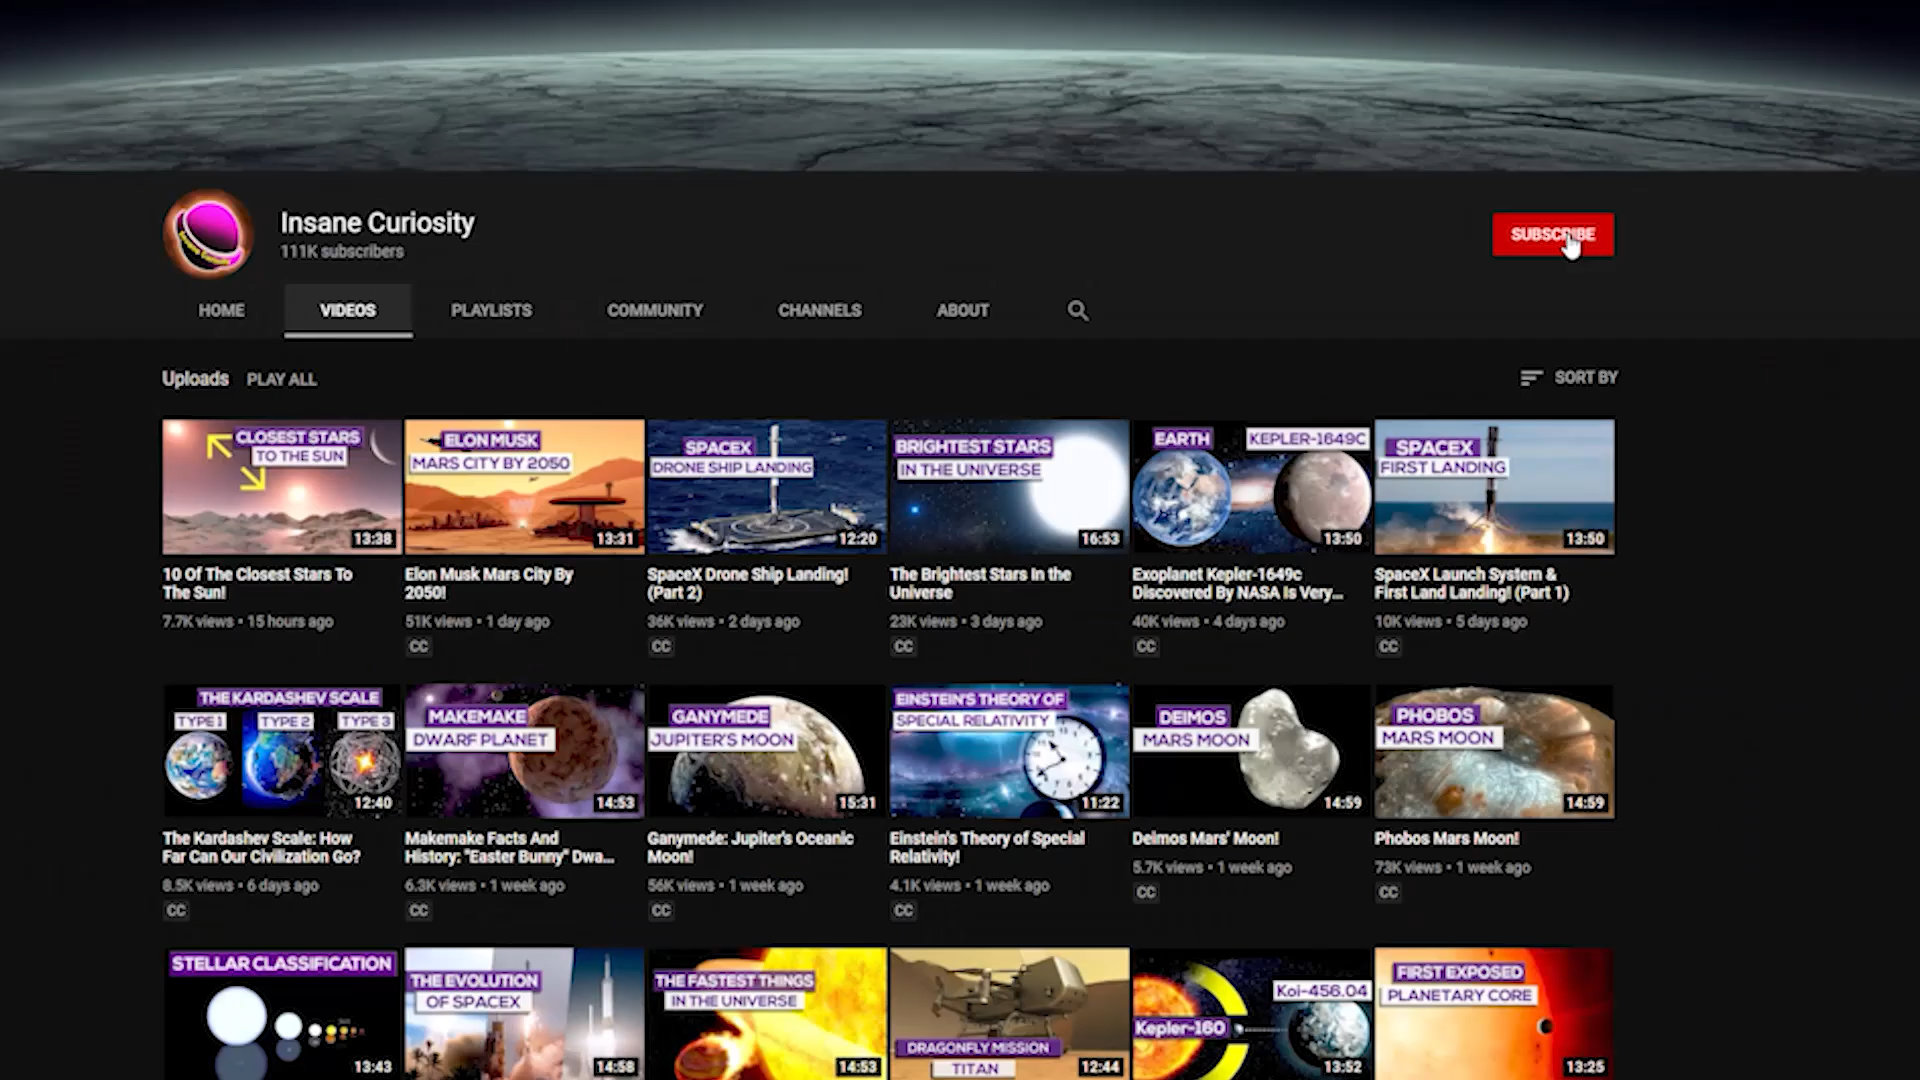 Insane Curiosity
111K subscribers
SUBSCRIBE
HOME VIDEOS PLAYLISTS COMMUNITY CHANNELS ABOUT
Uploads PLAY ALL SORT BY
CLOSEST STARS
TO THE SUN
13:38
ELON MUSK
MARS CITY BY 2050
13:31
SPACEX
DRONE SHIP LANDING
12:20
BRIGHTEST STARS
IN THE UNIVERSE
16:53
EARTH KEPLER-1649C
13:50
SPACEX
FIRST LANDING
13:50
10 Of The Closest Stars To
The Sun!
7.7K views • 15 hours ago
Elon Musk Mars City By
2050!
51K views • 1 day ago
CC
SpaceX Drone Ship Landing!
(Part 2)
36K views • 2 days ago
CC
The Brightest Stars In the
Universe
23K views • 3 days ago
CC
Exoplanet Kepler-1649c
Discovered By NASA Is Very...
40K views • 4 days ago
CC
SpaceX Launch System &
First Land Landing! (Part 1)
10K views • 5 days ago
CC
THE KARDASHEV SCALE
TYPE 1 TYPE 2 TYPE 3
12:40
MAKEMAKE
DWARF PLANET
14:53
GANYMEDE
JUPITER'S MOON
15:31
EINSTEIN'S THEORY OF
SPECIAL RELATIVITY
11:22
DEIMOS
MARS MOON
14:59
PHOBOS
MARS MOON
14:59
The Kardashev Scale: How
Far Can Our Civilization Go?
8.5K views • 6 days ago
CC
Makemake Facts And
History: "Easter Bunny" Dwa...
6.3K views • 1 week ago
CC
Ganymede: Jupiter's Oceanic
Moon!
56K views • 1 week ago
CC
Einstein's Theory of Special
Relativity!
4.1K views • 1 week ago
CC
Deimos Mars' Moon!
5.7K views • 1 week ago
CC
Phobos Mars Moon!
73K views • 1 week ago
CC
STELLAR CLASSIFICATION
13:43
THE EVOLUTION
OF SPACEX
14:58
THE FASTEST THINGS
IN THE UNIVERSE
14:53
DRAGONFLY MISSION
TITAN
12:44
Koi-456.04
Kepler-160
13:52
FIRST EXPOSED
PLANETARY CORE
13:25